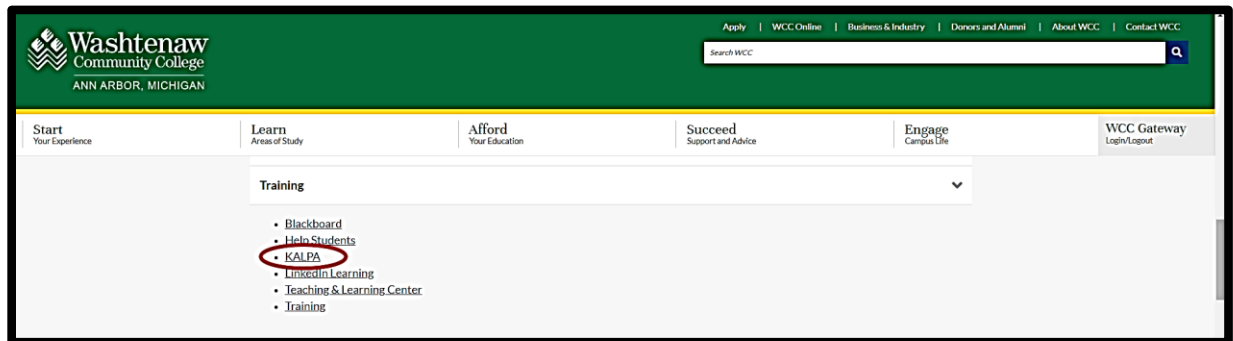 Apply | WCC Online | Business & Industry | Donors and Alumni | About WCC | Contact WCC
Washtenaw
Community College
ANN ARBOR, MICHIGAN
Search WCC
Start
Your Experience
Learn
Areas of Study
Afford
Your Education
Succeed
Support and Advice
Engage
Campus Life
WCC Gateway
Login/Logout
Training
• Blackboard
• Help Students
• KALPA
• LinkedIn Learning
• Teaching & Learning Center
• Training